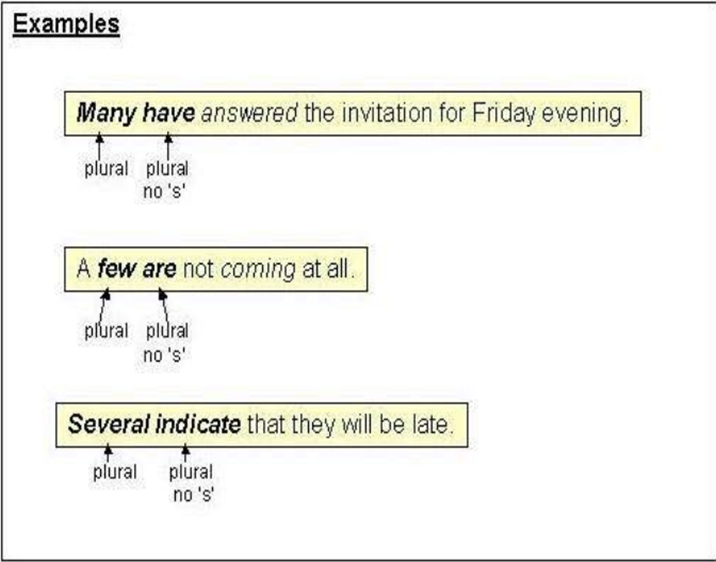 Examples
Many have answered the invitation for Friday evening.
plural plural
no 's'
A few are not coming at all.
plural plural
no 's'
Several indicate that they will be late.
plural plural
no 's'